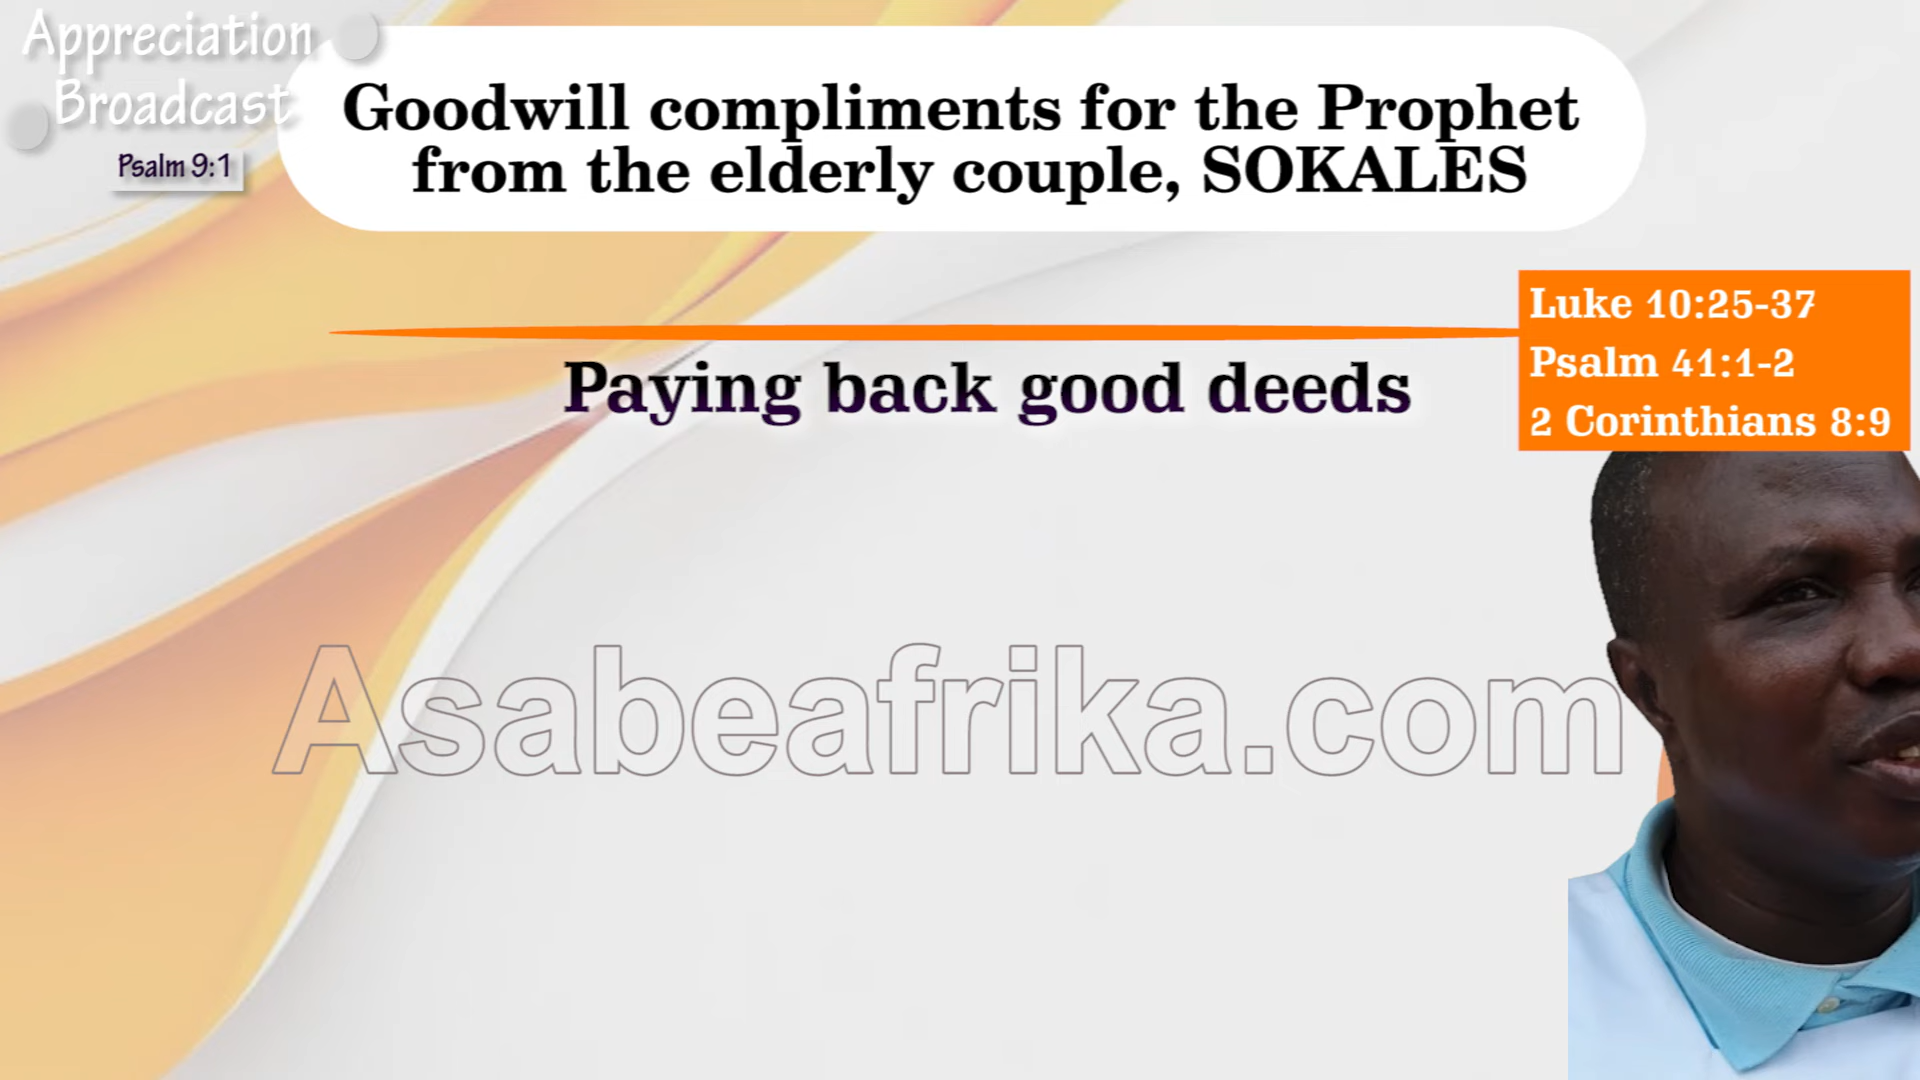 Appreciation
Broadcast
Psalm 9:1
Goodwill compliments for the Prophet
from the elderly couple, SOKALES
Luke 10:25-37
Psalm 41:1-2
2 Corinthians 8:9
Paying back good deeds
Asabeafrika.com